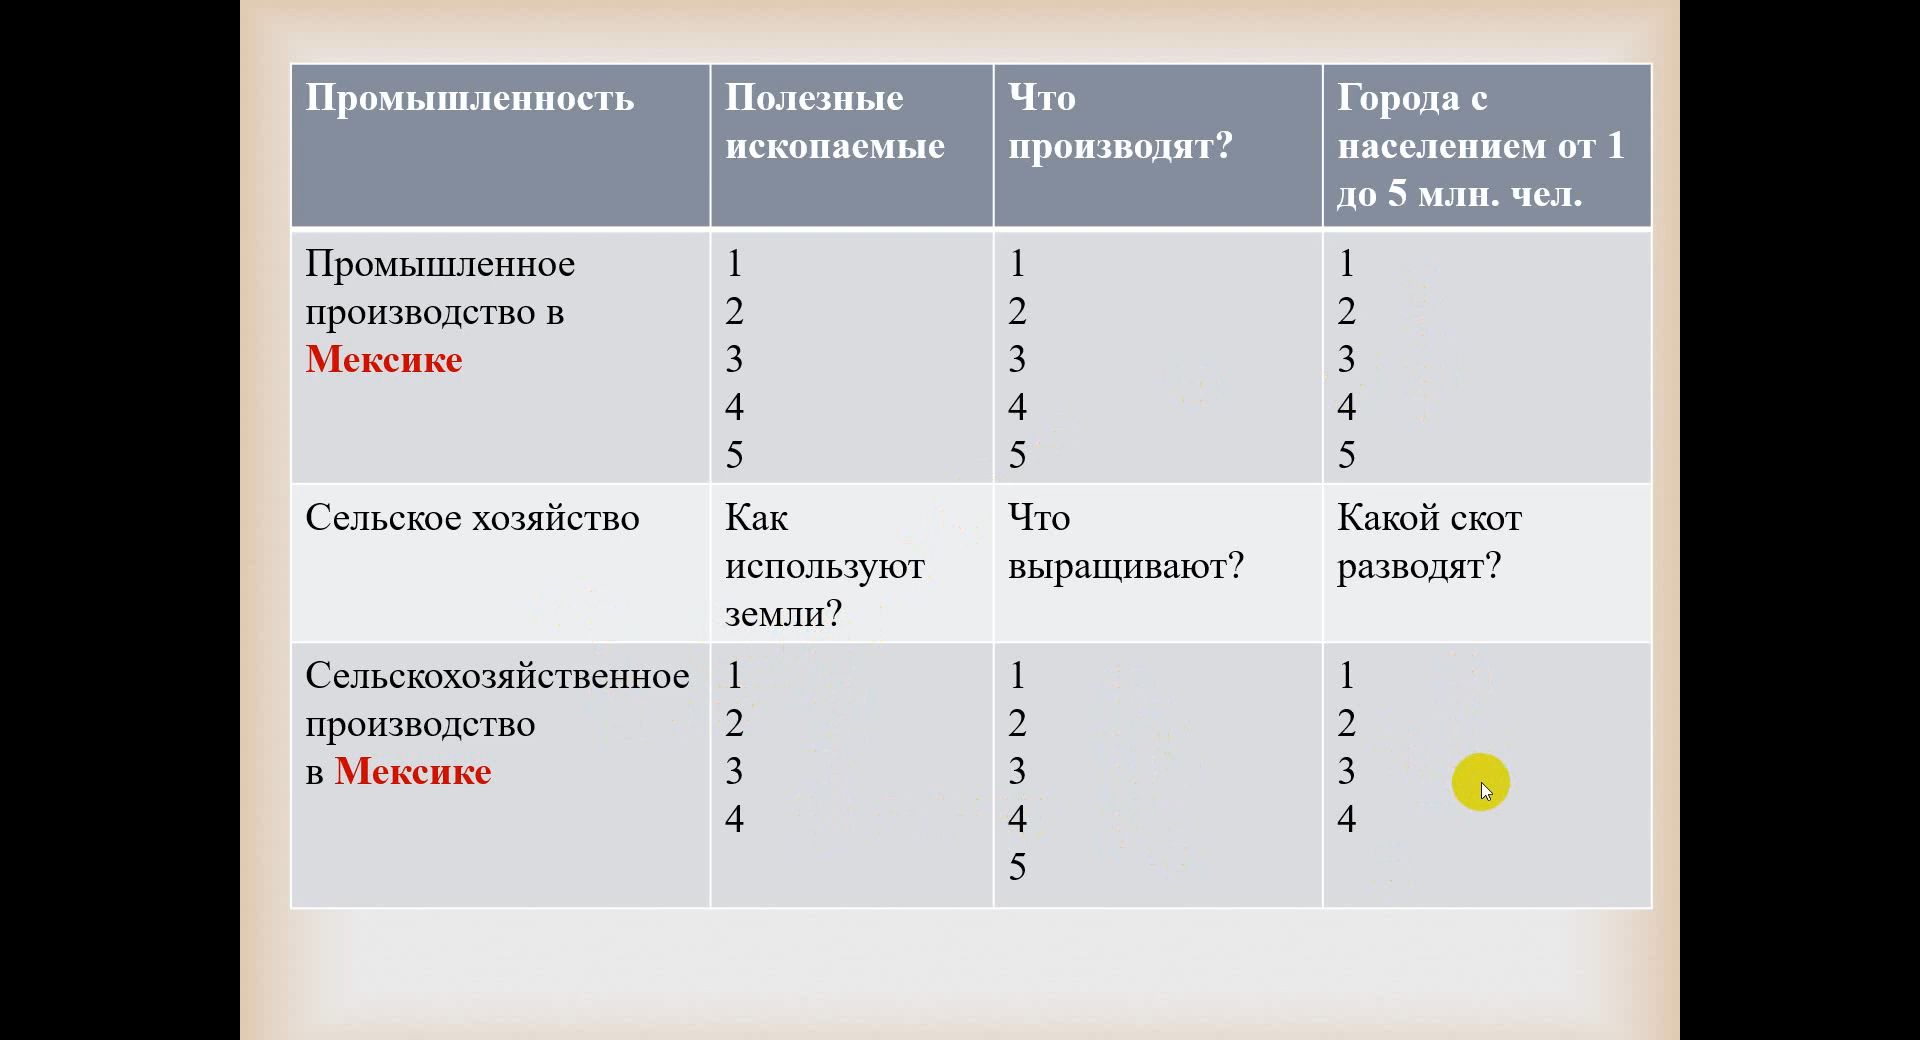 Промышленность
Полезные
ископаемые
Что
производят?
Города с
населением от 1
до 5 млн. чел.
Промышленное
производство в
Мексике
1
2
3
4
5
1
2
3
4
5
1
2
3
4
5
Сельское хозяйство
Как
используют
земли?
Что
выращивают?
Какой скот
разводят?
Сельскохозяйственное
производство
в Мексике
1
2
3
4
1
2
3
4
5
1
2
3
4